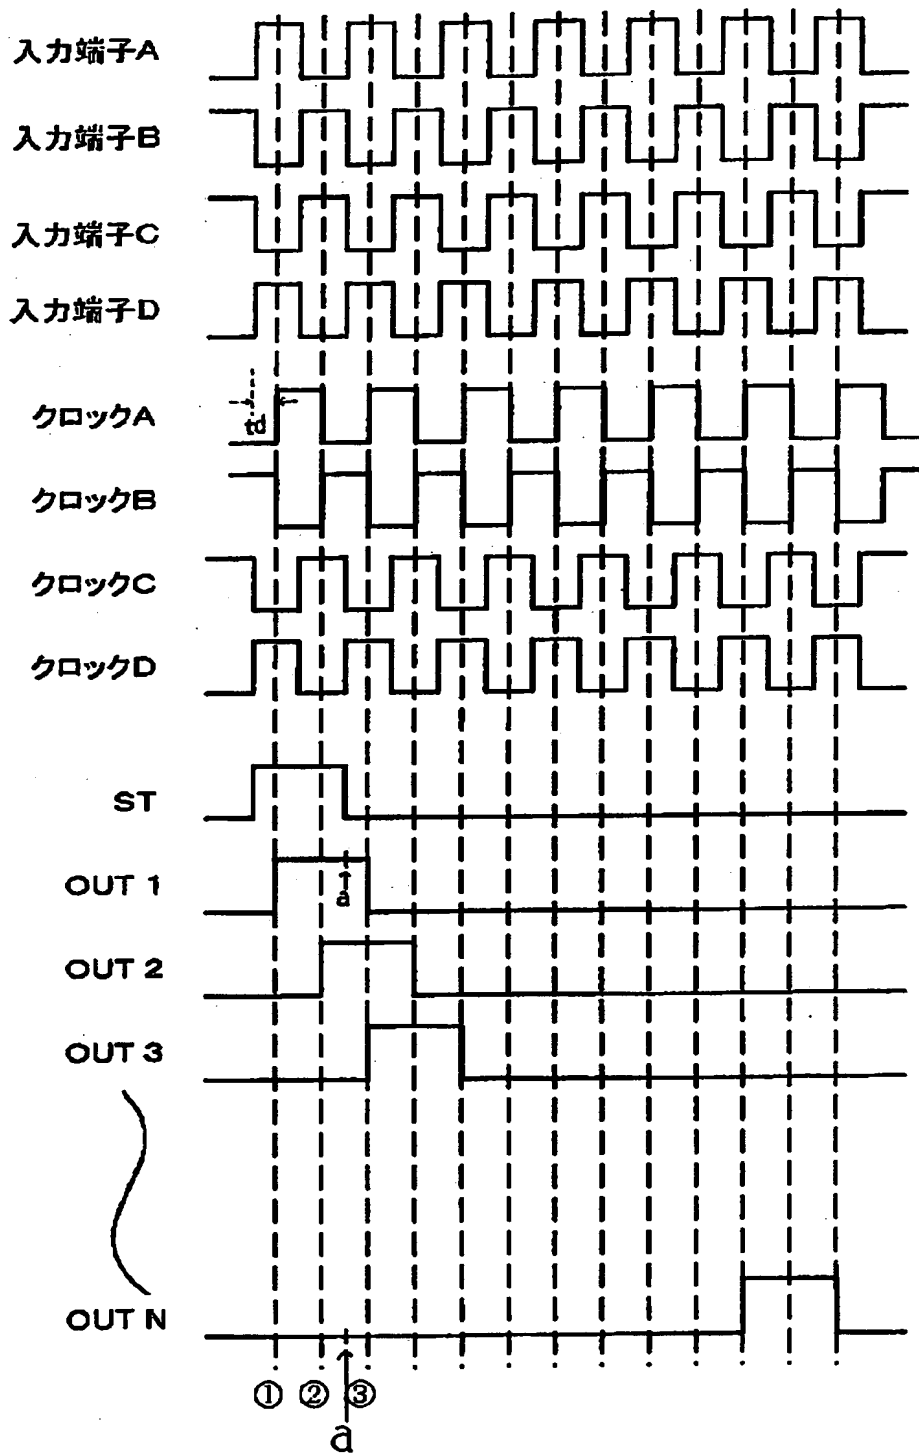 入力端子A
入力端子B
入力端子C
入力端子D
クロックA
td
クロックB
クロックC
クロックD
ST
OUT 1
a
OUT 2
OUT 3
OUT N
① ② ③
a